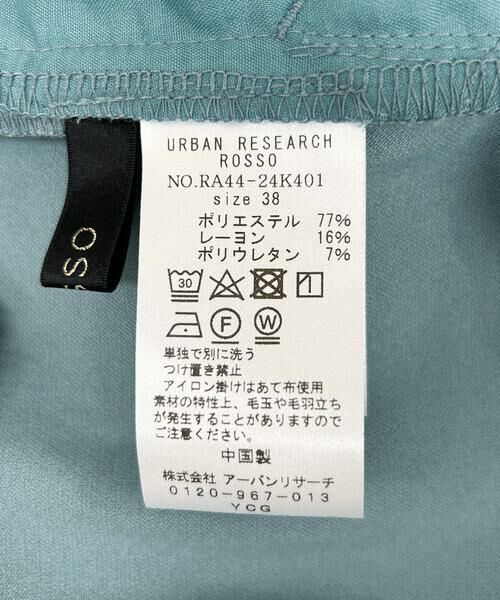 URBAN RESEARCH
ROSSO
NO.RA44-24K401
size 38
ポリエステル 77%
レーヨン 16%
ポリウレタン 7%
30
F W
単独で別に洗う
つけ置き禁止
アイロン掛けはあて布使用
素材の特性上、毛玉や毛羽立ち
が発生することがありますので
ご注意ください。
中国製
株式会社 アーバンリサーチ
0120-967-013
YCG
SSO